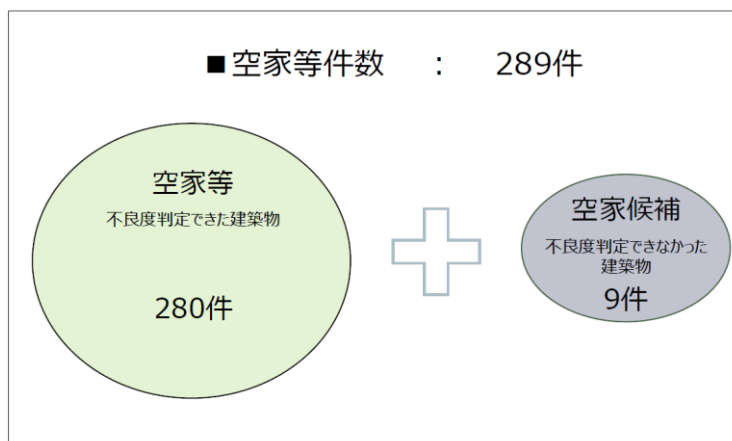 ■空家等件数　：　289件
空家等
不良度判定できた建築物
280件
空家候補
不良度判定できなかった
建築物
9件